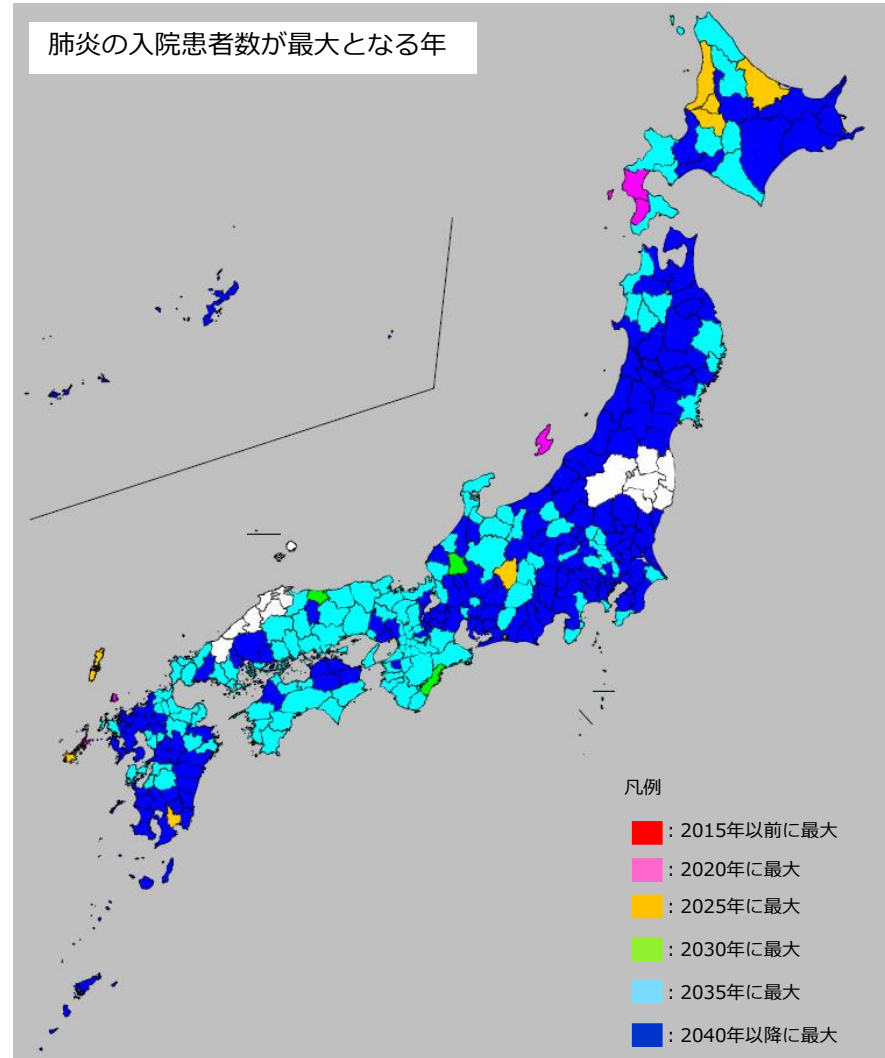 肺炎の入院患者数が最大となる年
凡例
：2015年以前に最大
：2020年に最大
：2025年に最大
：2030年に最大
：2035年に最大
：2040年以降に最大